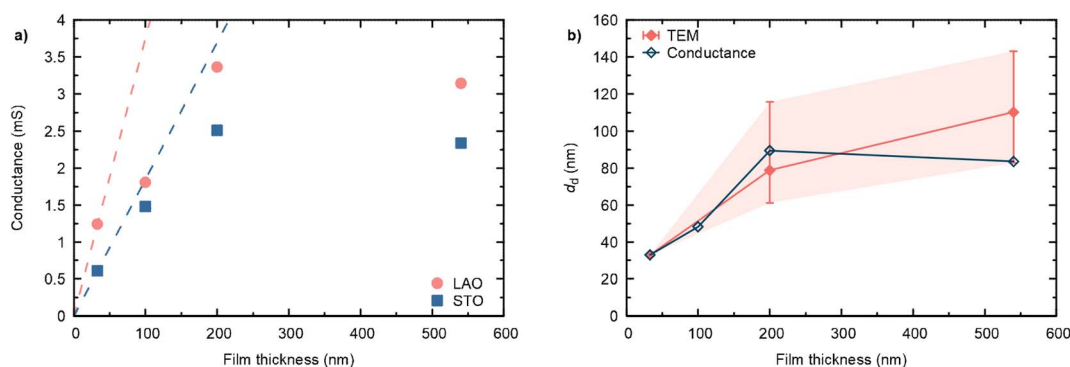 a)
4
3.5
3
2.5
2
1.5
1
0.5
0
Conductance (mS)
LAO
STO
0 100 200 300 400 500 600
Film thickness (nm)
b)
160
140
120
100
80
60
40
20
0
d_d (nm)
TEM
Conductance
0 100 200 300 400 500 600
Film thickness (nm)